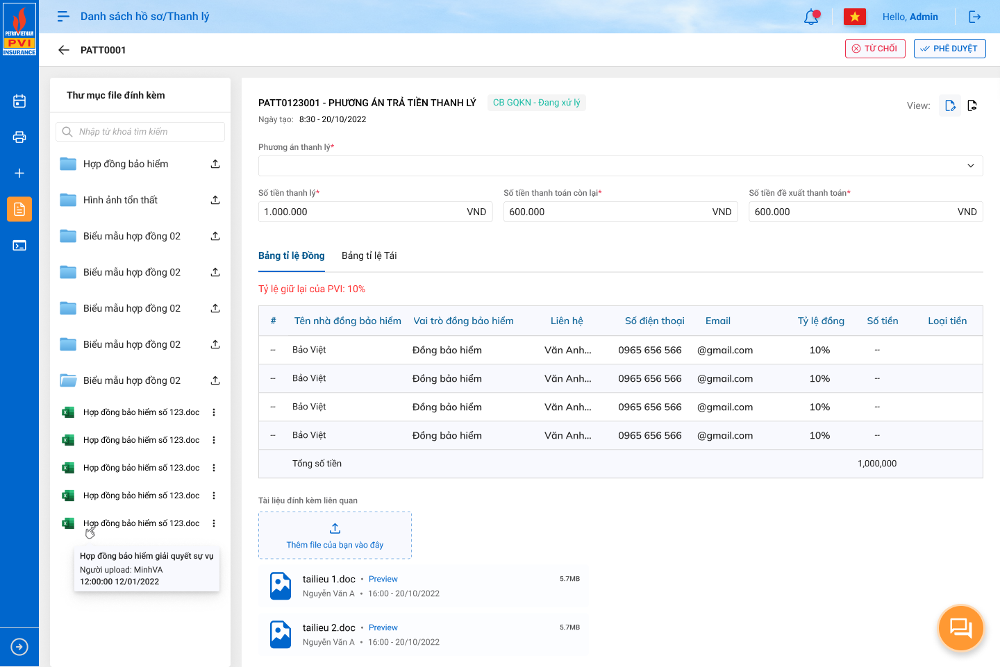 PETROVIETNAM
PVI
INSURANCE
Danh sách hồ sơ/Thanh lý
Hello, Admin
PATT0001
TỪ CHỐI
PHÊ DUYỆT
Thư mục file đính kèm
Nhập từ khoá tìm kiếm
Hợp đồng bảo hiểm
Hình ảnh tổn thất
Biểu mẫu hợp đồng 02
Biểu mẫu hợp đồng 02
Biểu mẫu hợp đồng 02
Biểu mẫu hợp đồng 02
Biểu mẫu hợp đồng 02
Hợp đồng bảo hiểm số 123.doc
Hợp đồng bảo hiểm số 123.doc
Hợp đồng bảo hiểm số 123.doc
Hợp đồng bảo hiểm số 123.doc
Hợp đồng bảo hiểm số 123.doc
Hợp đồng bảo hiểm giải quyết sự vụ
Người upload: MinhVA
12:00:00 12/01/2022
PATT0123001 - PHƯƠNG ÁN TRẢ TIỀN THANH LÝ
CB GQKN - Đang xử lý
View:
Ngày tạo: 8:30 - 20/10/2022
Phương án thanh lý*
Số tiền thanh lý* Số tiền thanh toán còn lại* Số tiền đề xuất thanh toán*
1.000.000 VND 600.000 VND 600.000 VND
Bảng tỉ lệ Đồng Bảng tỉ lệ Tái
Tỷ lệ giữ lại của PVI: 10%
# Tên nhà đồng bảo hiểm Vai trò đồng bảo hiểm Liên hệ Số điện thoại Email Tỷ lệ đồng Số tiền Loại tiền
-- Bảo Việt Đồng bảo hiểm Văn Anh... 0965 656 566 @gmail.com 10% --
-- Bảo Việt Đồng bảo hiểm Văn Anh... 0965 656 566 @gmail.com 10% --
-- Bảo Việt Đồng bảo hiểm Văn Anh... 0965 656 566 @gmail.com 10% --
-- Bảo Việt Đồng bảo hiểm Văn Anh... 0965 656 566 @gmail.com 10% --
Tổng số tiền 1,000,000
Tài liệu đính kèm liên quan
Thêm file của bạn vào đây
tailieu 1.doc • Preview 5.7MB
Nguyễn Văn A • 16:00 - 20/10/2022
tailieu 2.doc • Preview 5.7MB
Nguyễn Văn A • 16:00 - 20/10/2022